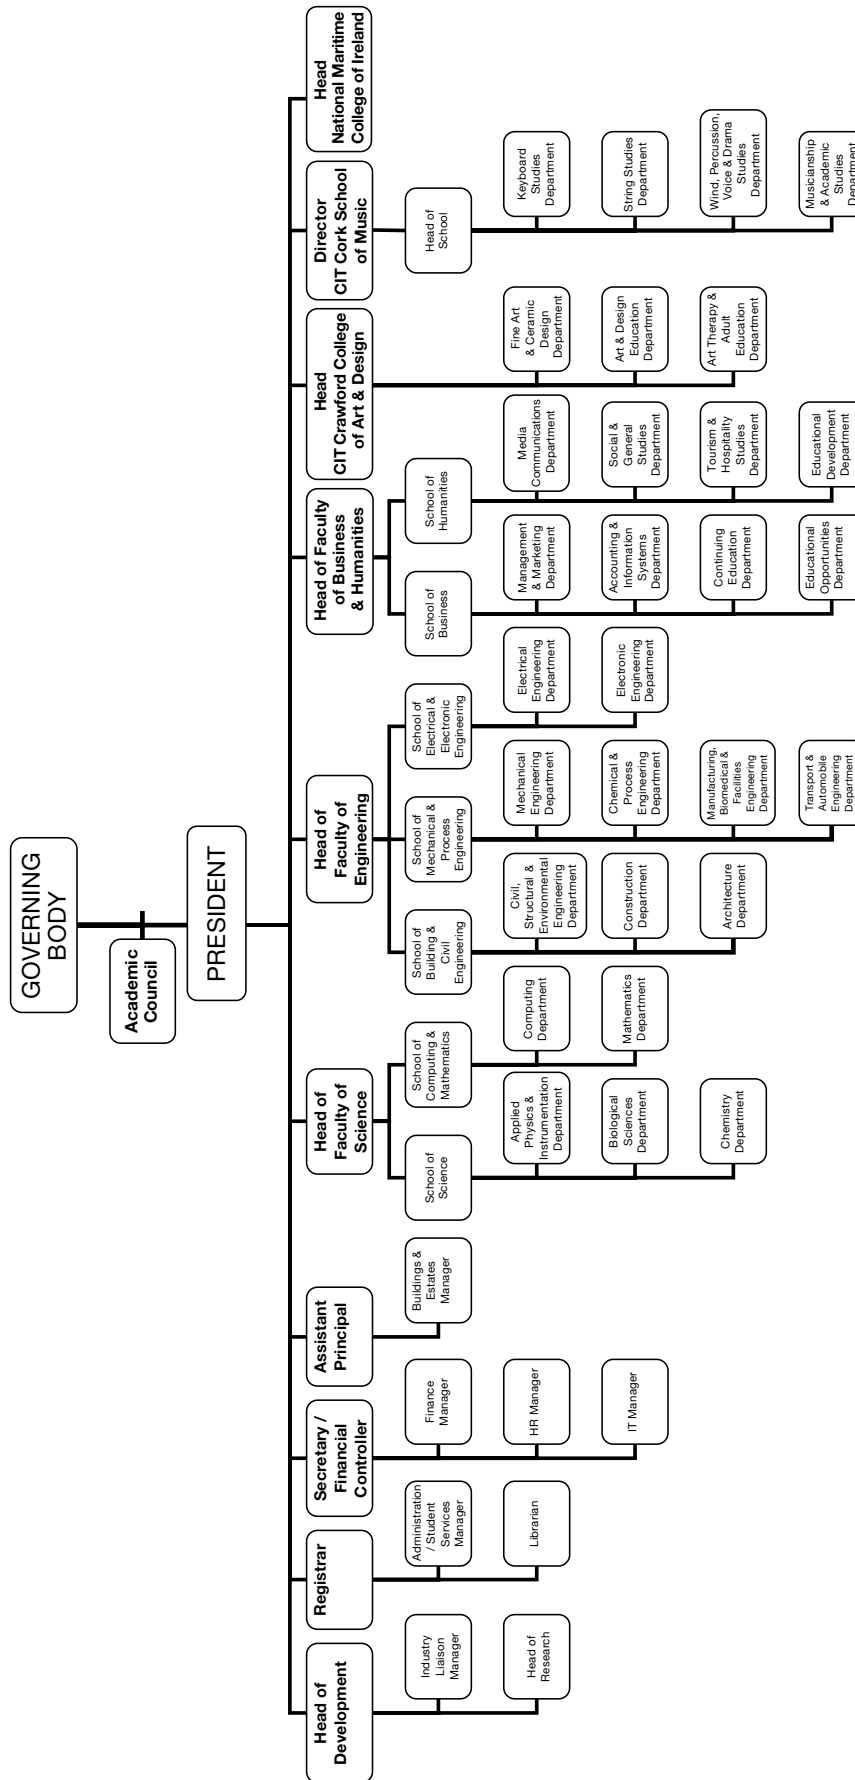 GOVERNING
BODY
Academic
Council
PRESIDENT
Head of
Development
Registrar
Secretary /
Financial
Controller
Assistant
Principal
Head of
Faculty of
Science
Head of
Faculty of
Engineering
Head of Faculty
of Business
& Humanities
Head
CIT Crawford College
of Art & Design
Director
CIT Cork School
of Music
Head
National Maritime
College of Ireland
Industry
Liaison
Manager
Head of
Research
Administration
/ Student
Services
Manager
Librarian
Finance
Manager
HR Manager
IT Manager
Buildings &
Estates
Manager
School of
Science
Applied
Physics &
Instrumentation
Department
Biological
Sciences
Department
Chemistry
Department
School of
Computing &
Mathematics
Computing
Department
Mathematics
Department
School of
Building &
Civil
Engineering
Civil,
Structural &
Environmental
Engineering
Department
Construction
Department
Architecture
Department
School of
Mechanical &
Process
Engineering
Mechanical
Engineering
Department
Chemical &
Process
Engineering
Department
Manufacturing,
Biomedical &
Facilities
Engineering
Department
Transport &
Automobile
Engineering
Department
School of
Electrical &
Electronic
Engineering
Electrical
Engineering
Department
Electronic
Engineering
Department
School of
Business
Management
& Marketing
Department
Accounting &
Information
Systems
Department
Continuing
Education
Department
Educational
Opportunities
Department
School of
Humanities
Media
Communications
Department
Social &
General
Studies
Department
Tourism &
Hospitality
Studies
Department
Educational
Development
Department
Fine Art
& Ceramic
Design
Department
Art & Design
Education
Department
Art Therapy &
Adult
Education
Department
Head of
School
Keyboard
Studies
Department
String Studies
Department
Wind, Percussion,
Voice & Drama
Studies
Department
Musicianship
& Academic
Studies
Department